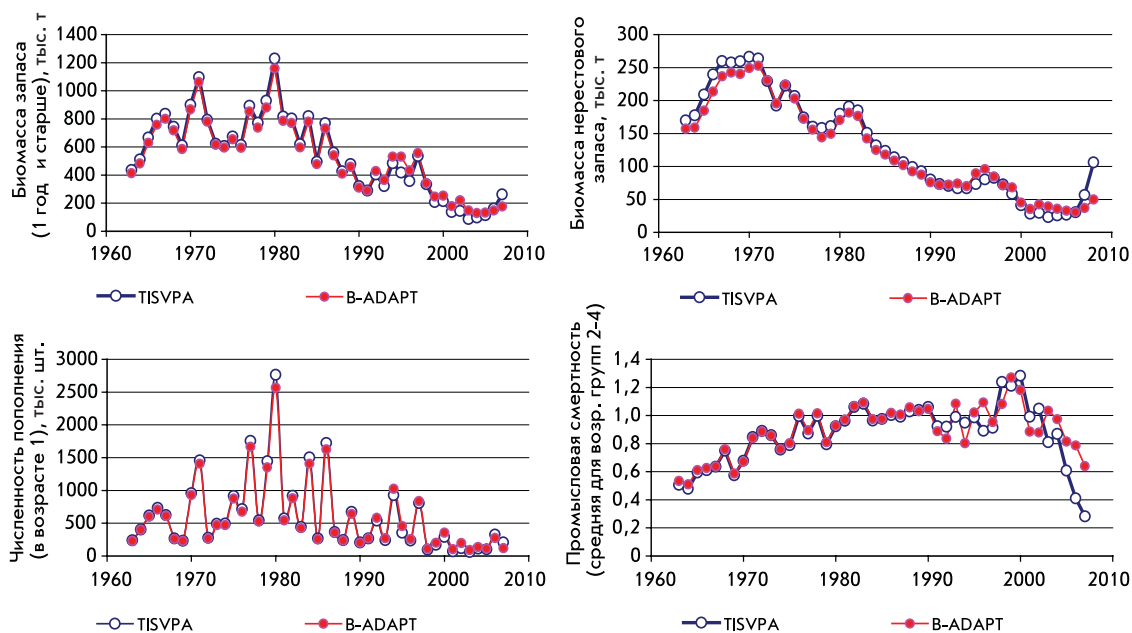 Биомасса запаса
(1 год и старше), тыс. т
1400
1200
1000
800
600
400
200
0
1960 1970 1980 1990 2000 2010
TISVPA B-ADAPT
Биомасса нерестового
запаса, тыс. т
300
250
200
150
100
50
0
1960 1970 1980 1990 2000 2010
TISVPA B-ADAPT
Численность пополнения
(в возрасте 1), тыс. шт.
3000
2500
2000
1500
1000
500
0
1960 1970 1980 1990 2000 2010
TISVPA B-ADAPT
Промысловая смертность
(средняя для возр. групп 2-4)
1,4
1,2
1,0
0,8
0,6
0,4
0,2
0
1960 1970 1980 1990 2000 2010
TISVPA B-ADAPT